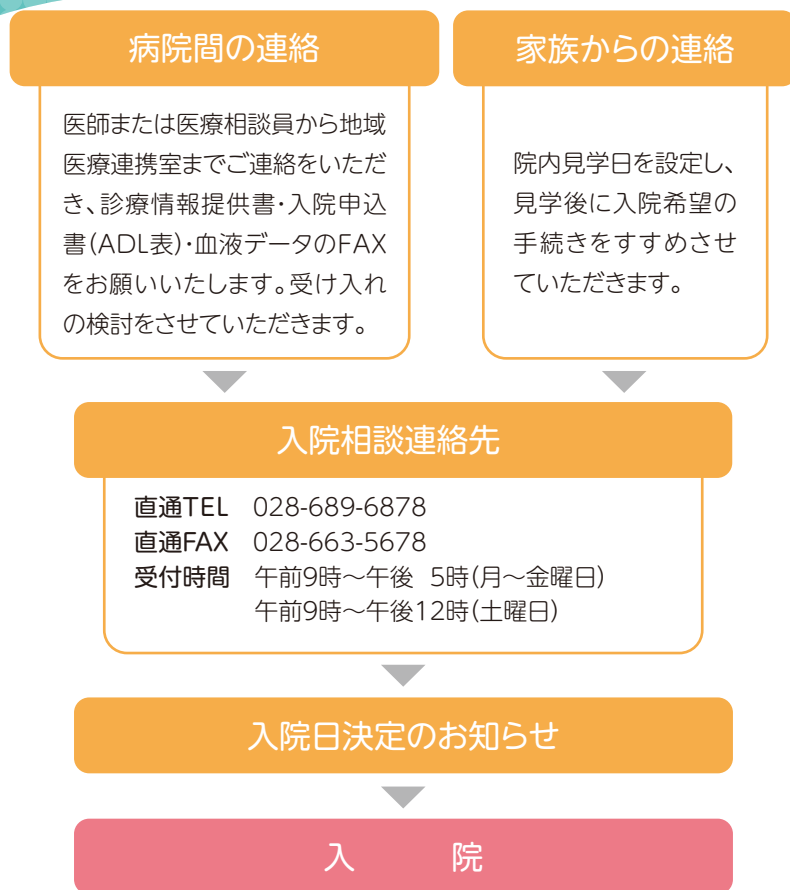 病院間の連絡
医師または医療相談員から地域
医療連携室までご連絡をいただ
き、診療情報提供書・入院申込
書(ADL表)・血液データのFAX
をお願いいたします。受け入れ
の検討をさせていただきます。
家族からの連絡
院内見学日を設定し、
見学後に入院希望の
手続きをすすめさせ
ていただきます。
入院相談連絡先
直通TEL 028-689-6878
直通FAX 028-663-5678
受付時間 午前9時～午後 5時(月～金曜日)
午前9時～午後12時(土曜日)
入院日決定のお知らせ
入 院